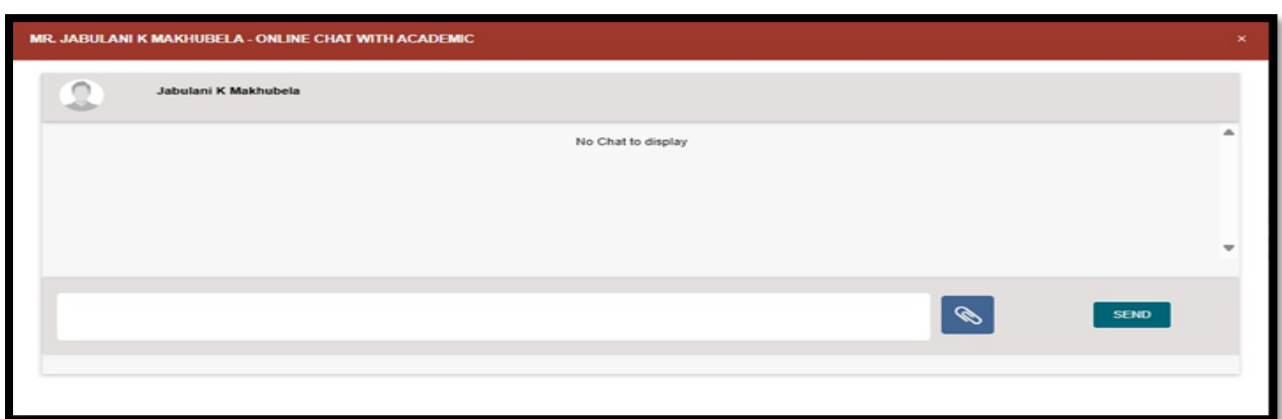 MR. JABULANI K MAKHUBELA - ONLINE CHAT WITH ACADEMIC ×
Jabulani K Makhubela
No Chat to display
SEND